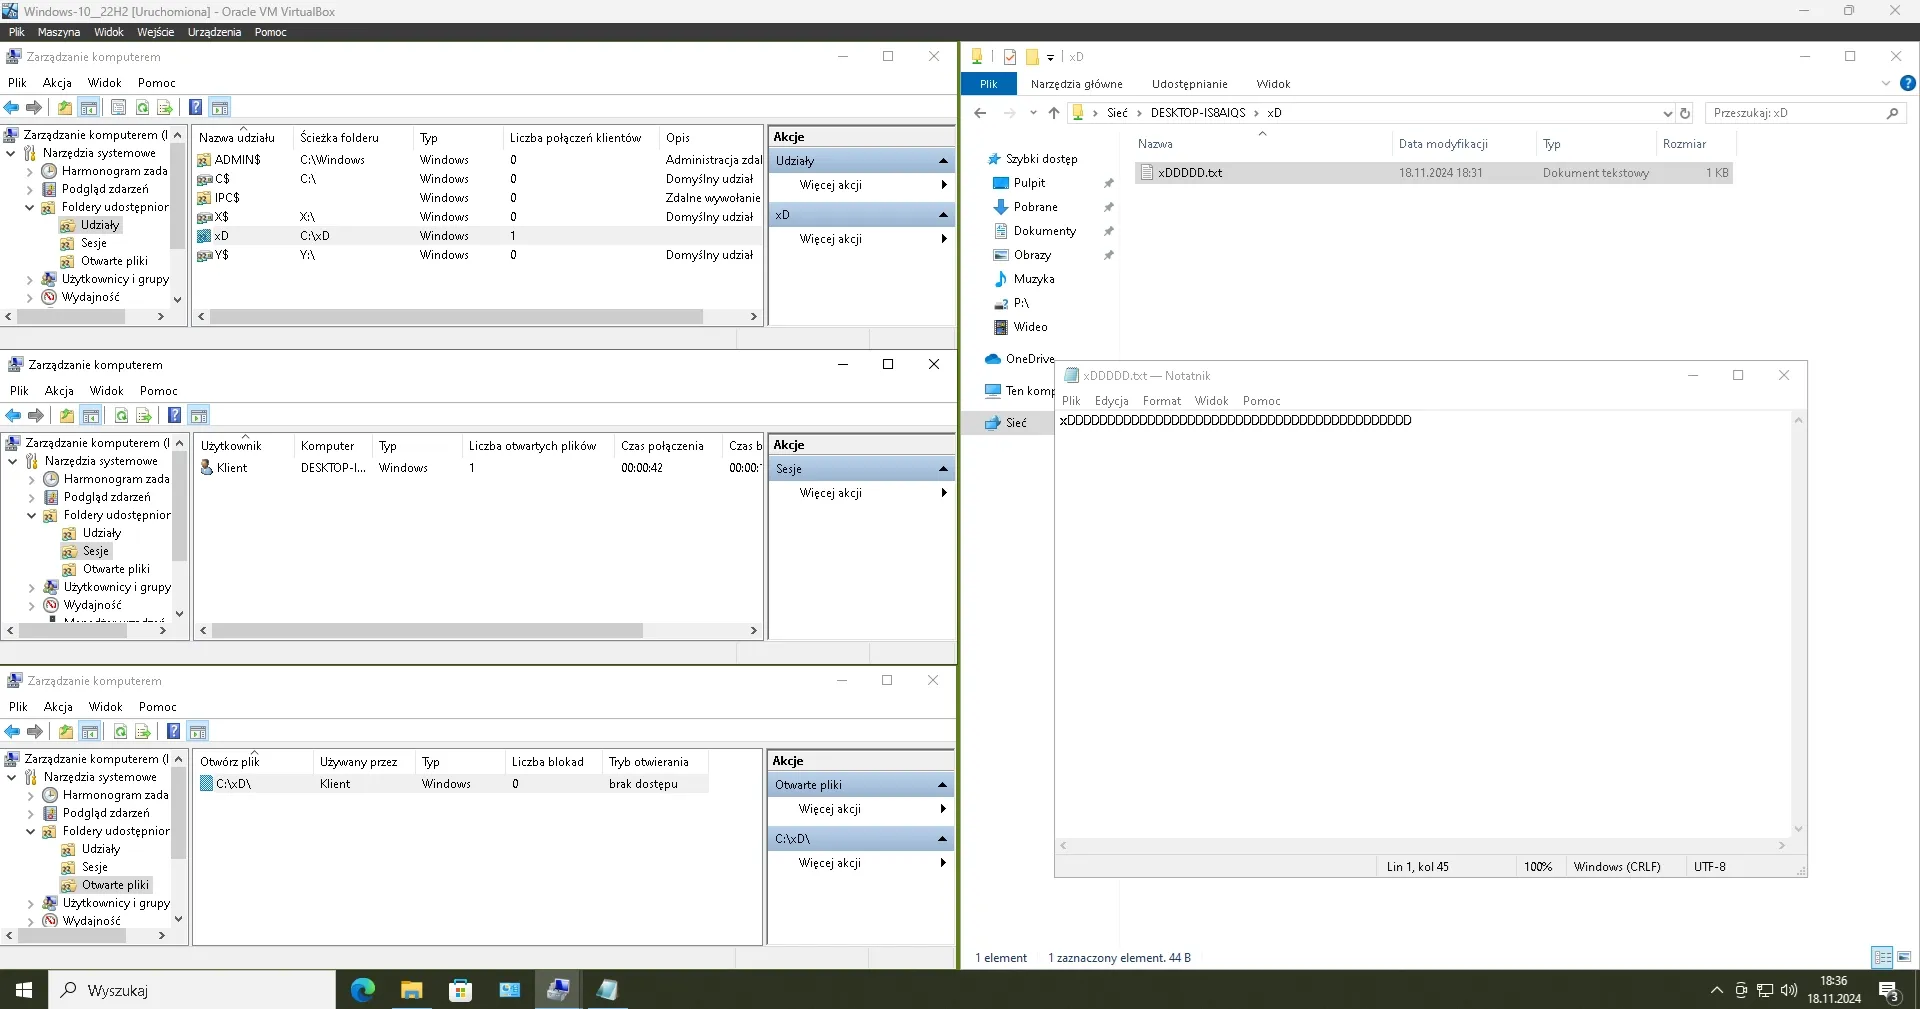 Windows-10__22H2 [Uruchomiona] - Oracle VM VirtualBox
Plik Maszyna Widok Wejście Urządzenia Pomoc
Zarządzanie komputerem
Plik Akcja Widok Pomoc
Zarządzanie komputerem (l
Narzędzia systemowe
Harmonogram zada
Podgląd zdarzeń
Foldery udostępnior
Udziały
Sesje
Otwarte pliki
Użytkownicy i grupy
Wydajność
Nazwa udziału Ścieżka folderu Typ Liczba połączeń klientów Opis
ADMIN$ C:\Windows Windows 0 Administracja zdal
C$ C:\ Windows 0 Domyślny udział
IPC$ Windows 0 Zdalne wywołanie
X$ X:\ Windows 0 Domyślny udział
xD C:\xD Windows 1
Y$ Y:\ Windows 0 Domyślny udział
Akcje
Udziały
Więcej akcji
xD
Więcej akcji
Zarządzanie komputerem
Plik Akcja Widok Pomoc
Zarządzanie komputerem (l
Narzędzia systemowe
Harmonogram zada
Podgląd zdarzeń
Foldery udostępnior
Udziały
Sesje
Otwarte pliki
Użytkownicy i grupy
Wydajność
Użytkownik Komputer Typ Liczba otwartych plików Czas połączenia Czas b
Klient DESKTOP-I... Windows 1 00:00:42 00:00:
Akcje
Sesje
Więcej akcji
Zarządzanie komputerem
Plik Akcja Widok Pomoc
Zarządzanie komputerem (l
Narzędzia systemowe
Harmonogram zada
Podgląd zdarzeń
Foldery udostępnior
Udziały
Sesje
Otwarte pliki
Użytkownicy i grupy
Wydajność
Otwórz plik Używany przez Typ Liczba blokad Tryb otwierania
C:\xD\ Klient Windows 0 brak dostępu
Akcje
Otwarte pliki
Więcej akcji
C:\xD\
Więcej akcji
xD
Plik Narzędzia główne Udostępnianie Widok
Sieć > DESKTOP-IS8AIQS > xD
Przeszukaj: xD
Szybki dostęp
Pulpit
Pobrane
Dokumenty
Obrazy
Muzyka
P:\
Wideo
OneDrive
Ten komp
Sieć
Nazwa Data modyfikacji Typ Rozmiar
xDDDDD.txt 18.11.2024 18:31 Dokument tekstowy 1 KB
xDDDDD.txt — Notatnik
Plik Edycja Format Widok Pomoc
xDDDDDDDDDDDDDDDDDDDDDDDDDDDDDDDDDDDDDDDDDDD
Lin 1, kol 45 100% Windows (CRLF) UTF-8
1 element 1 zaznaczony element. 44 B
Wyszukaj
18:36
18.11.2024
3